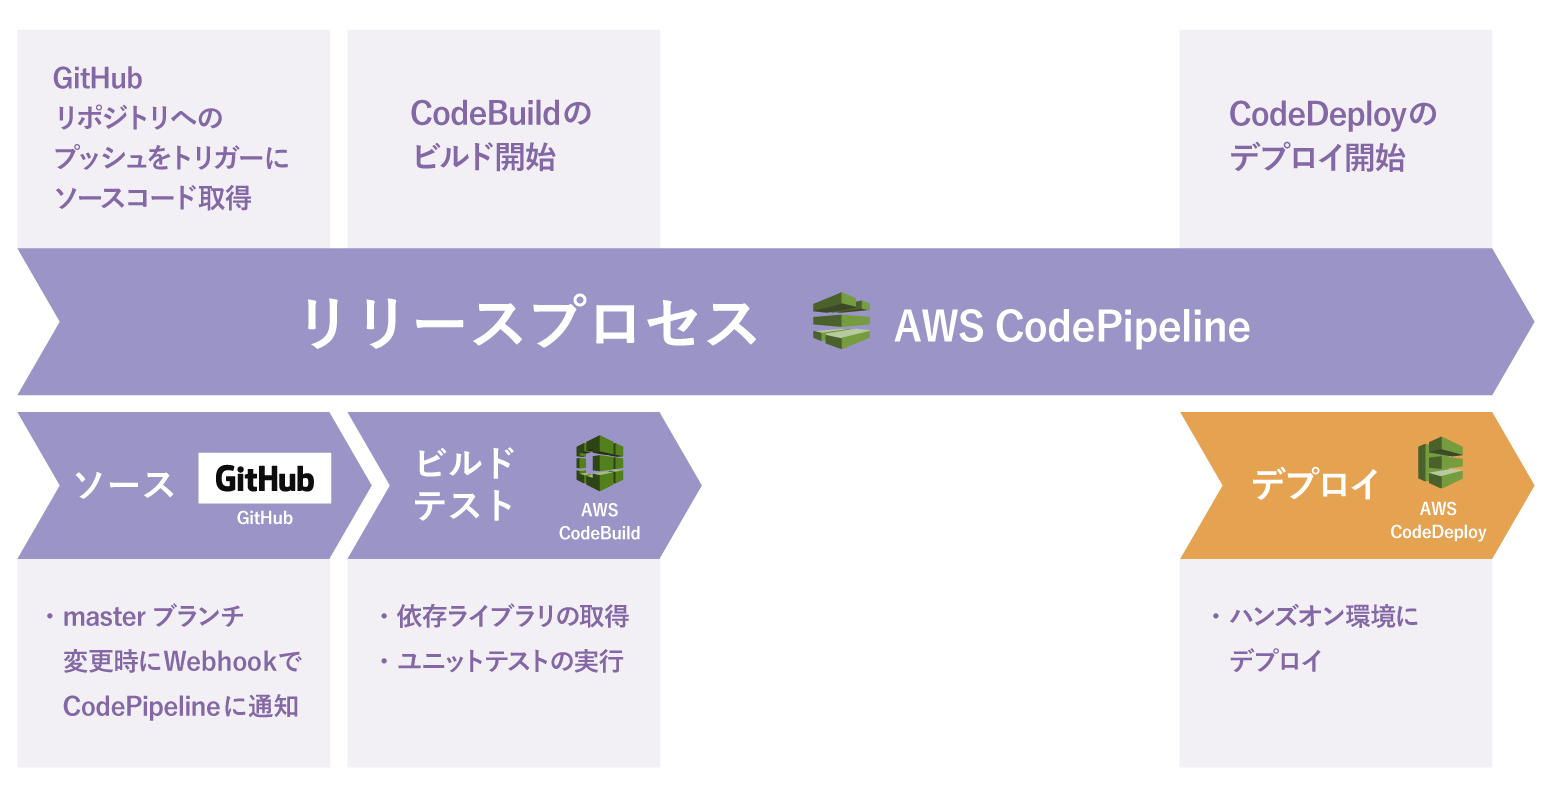 GitHub
リポジトリへの
プッシュをトリガーに
ソースコード取得
CodeBuildの
ビルド開始
CodeDeployの
デプロイ開始
リリースプロセス
AWS CodePipeline
ソース
GitHub
GitHub
ビルド
テスト
AWS
CodeBuild
デプロイ
AWS
CodeDeploy
・master ブランチ
変更時にWebhookで
CodePipelineに通知
・依存ライブラリの取得
・ユニットテストの実行
・ハンズオン環境に
デプロイ